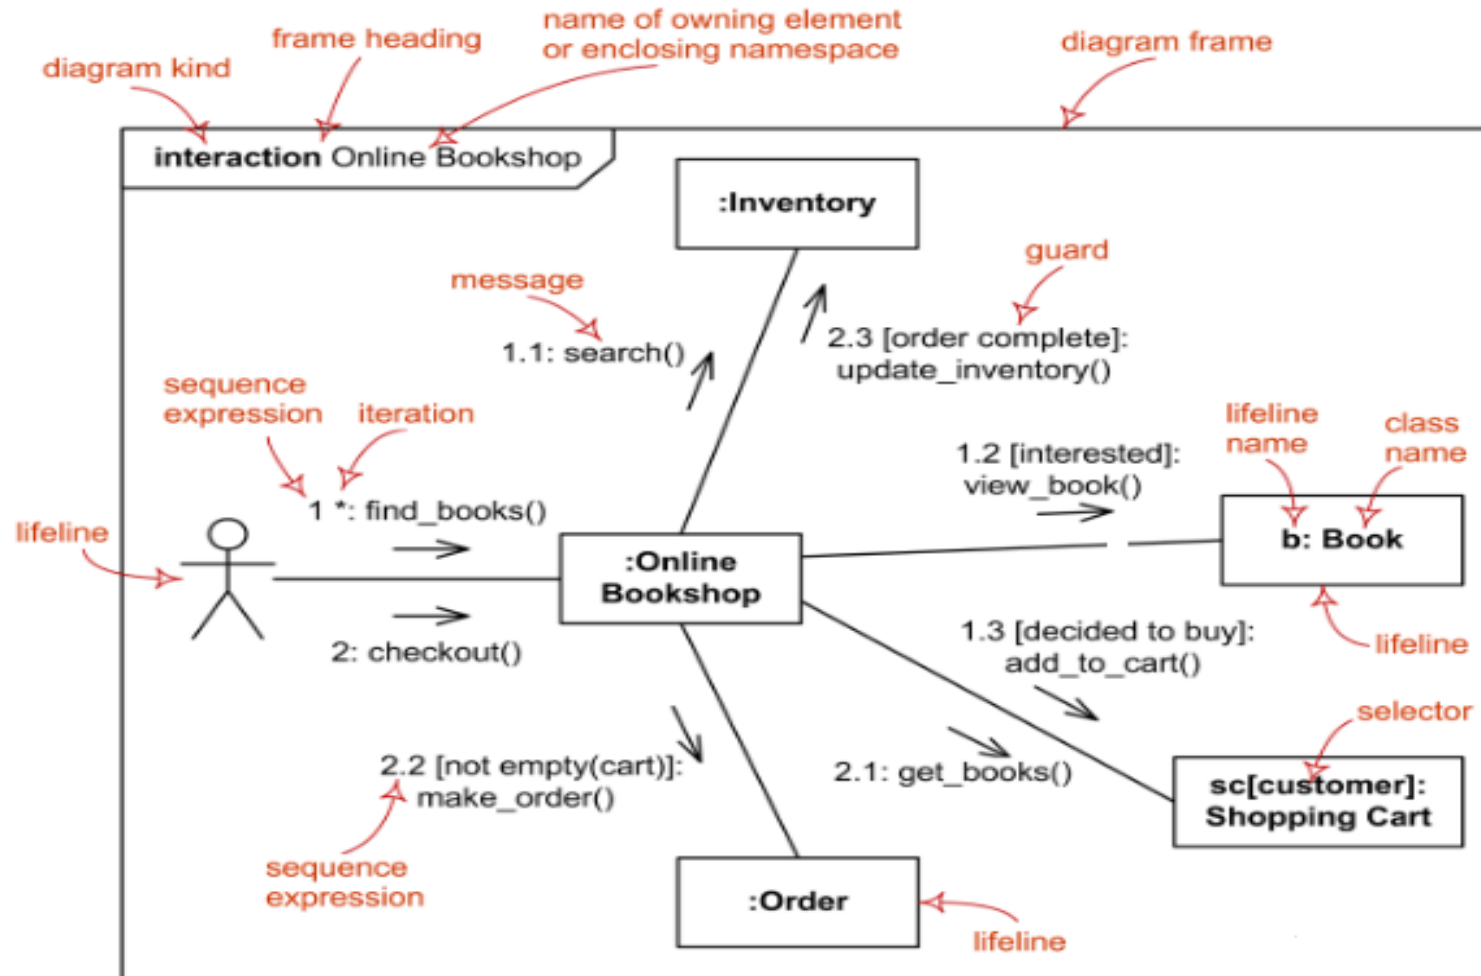 name of owning element
or enclosing namespace
frame heading
diagram frame
diagram kind
interaction Online Bookshop
:Inventory
guard
message
2.3 [order complete]:
update_inventory()
1.1: search()
sequence
expression
iteration
lifeline
name
class
name
1.2 [interested]:
view_book()
1 *: find_books()
lifeline
b: Book
:Online
Bookshop
1.3 [decided to buy]:
add_to_cart()
lifeline
2: checkout()
selector
2.2 [not empty(cart)]:
make_order()
2.1: get_books()
sc[customer]:
Shopping Cart
sequence
expression
:Order
lifeline